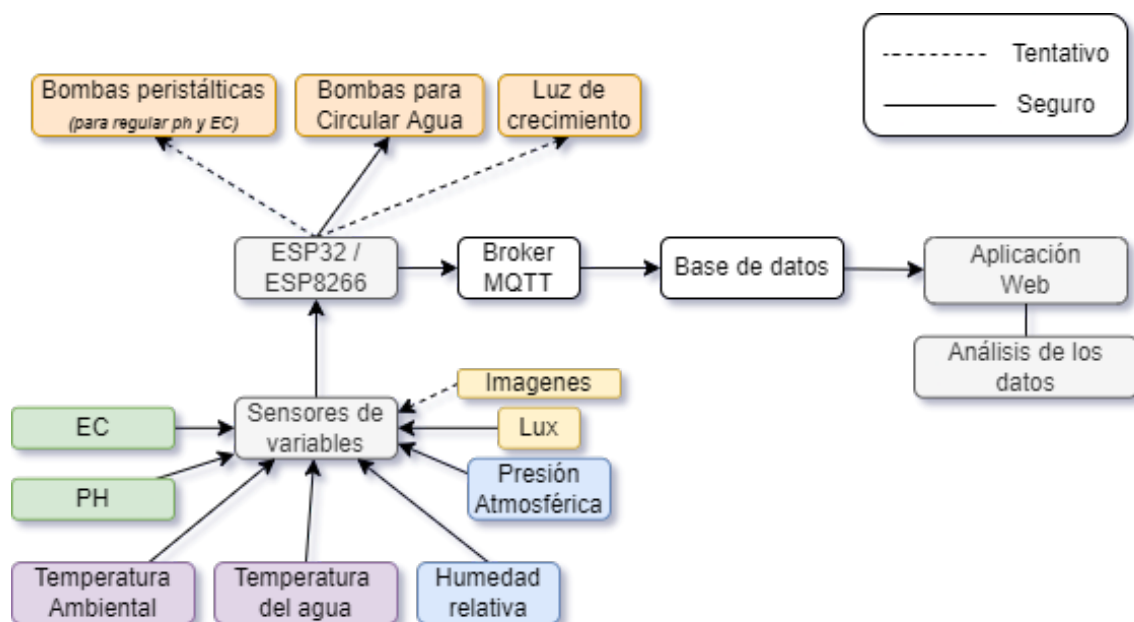 Tentativo
Seguro
Bombas peristálticas
(para regular ph y EC)
Bombas para
Circular Agua
Luz de
crecimiento
ESP32 /
ESP8266
Broker
MQTT
Base de datos
Aplicación
Web
Análisis de los
datos
Imagenes
EC
Sensores de
variables
Lux
PH
Presión
Atmosférica
Temperatura
Ambiental
Temperatura
del agua
Humedad
relativa